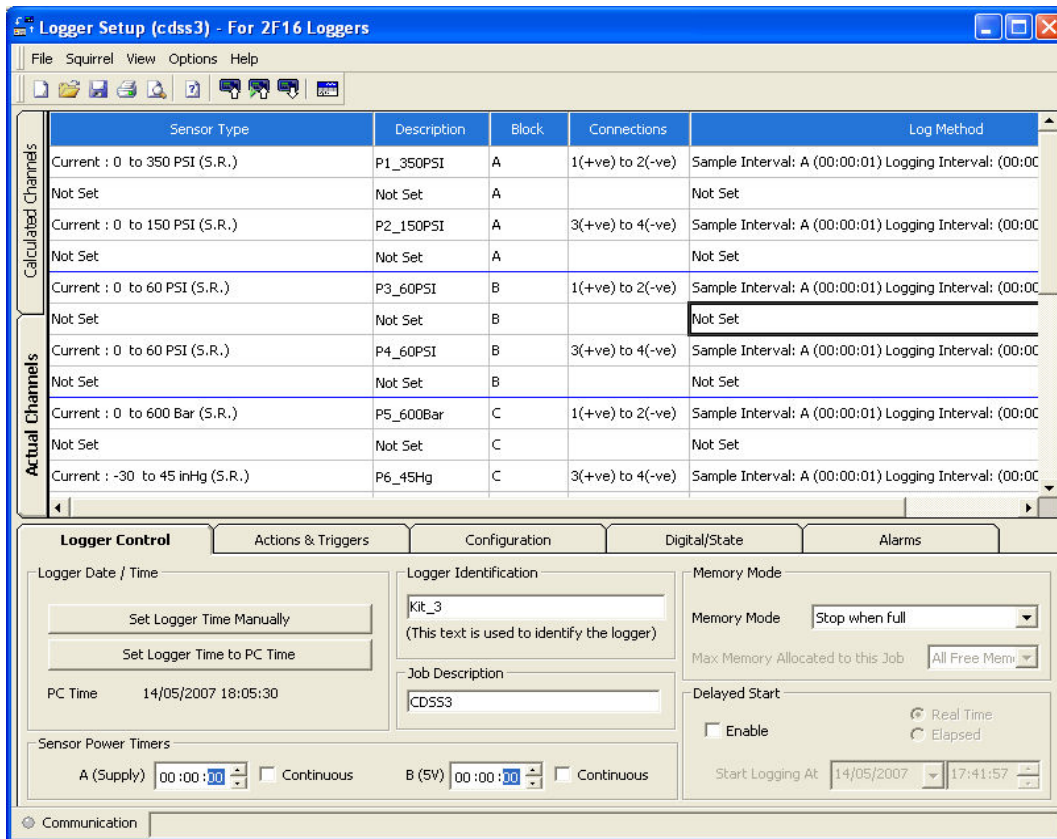 Logger Setup (cdss3) - For 2F16 Loggers
File Squirrel View Options Help
Calculated Channels
Actual Channels
Sensor Type Description Block Connections Log Method
Current : 0 to 350 PSI (S.R.) P1_350PSI A 1(+ve) to 2(-ve) Sample Interval: A (00:00:01) Logging Interval: (00:00
Not Set Not Set A Not Set
Current : 0 to 150 PSI (S.R.) P2_150PSI A 3(+ve) to 4(-ve) Sample Interval: A (00:00:01) Logging Interval: (00:00
Not Set Not Set A Not Set
Current : 0 to 60 PSI (S.R.) P3_60PSI B 1(+ve) to 2(-ve) Sample Interval: A (00:00:01) Logging Interval: (00:00
Not Set Not Set B Not Set
Current : 0 to 60 PSI (S.R.) P4_60PSI B 3(+ve) to 4(-ve) Sample Interval: A (00:00:01) Logging Interval: (00:00
Not Set Not Set B Not Set
Current : 0 to 600 Bar (S.R.) P5_600Bar C 1(+ve) to 2(-ve) Sample Interval: A (00:00:01) Logging Interval: (00:00
Not Set Not Set C Not Set
Current : -30 to 45 inHg (S.R.) P6_45Hg C 3(+ve) to 4(-ve) Sample Interval: A (00:00:01) Logging Interval: (00:00
Logger Control Actions & Triggers Configuration Digital/State Alarms
Logger Date / Time
Set Logger Time Manually
Set Logger Time to PC Time
PC Time 14/05/2007 18:05:30
Logger Identification
Kit_3
(This text is used to identify the logger)
Job Description
CDSS3
Memory Mode
Memory Mode Stop when full
Max Memory Allocated to this Job All Free Mem
Delayed Start
Enable
Real Time
Elapsed
Start Logging At 14/05/2007 17:41:57
Sensor Power Timers
A (Supply) 00:00:00 Continuous B (5V) 00:00:00 Continuous
Communication